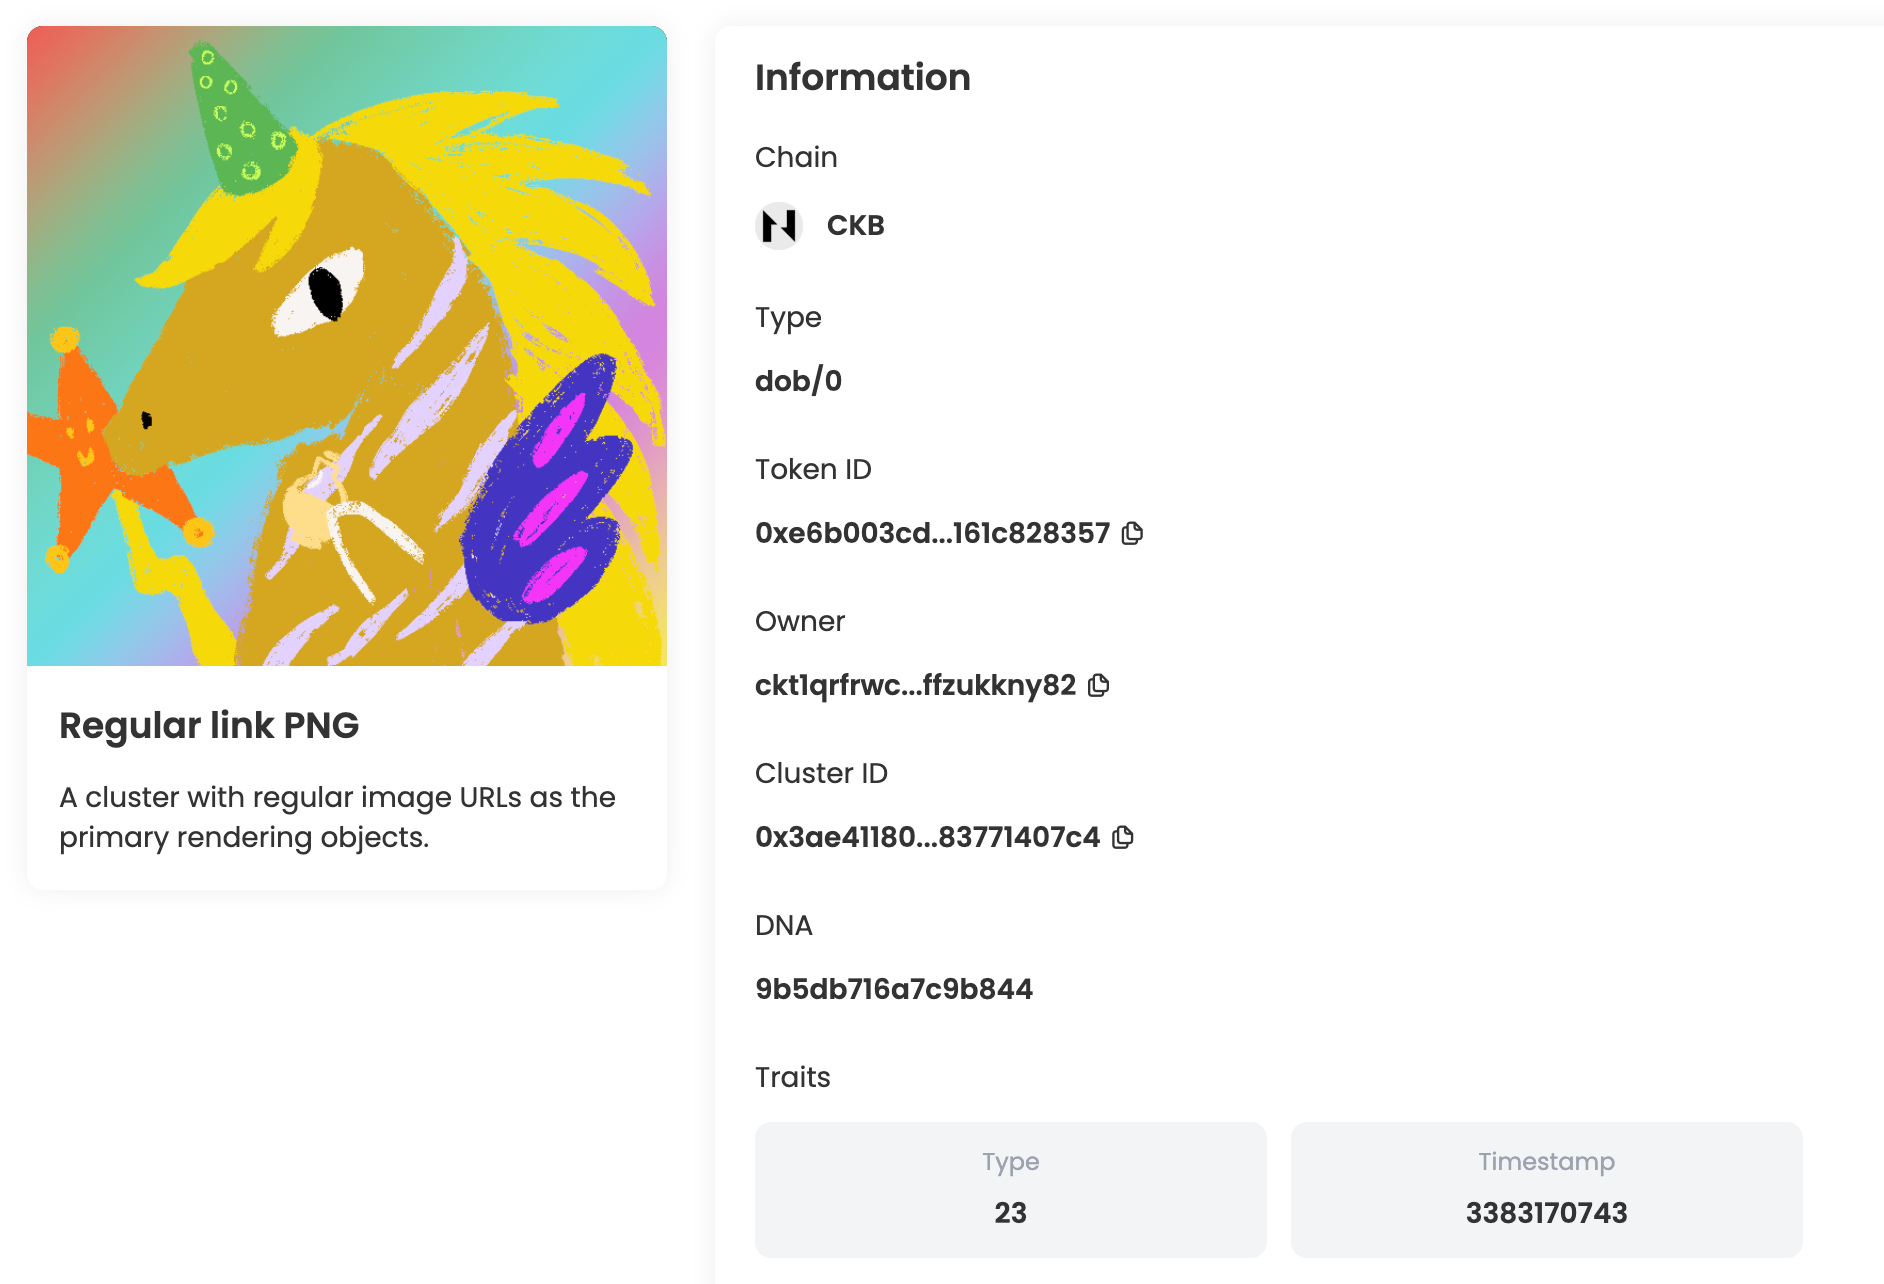 Regular link PNG
A cluster with regular image URLs as the
primary rendering objects.
Information
Chain
CKB
Type
dob/0
Token ID
0xe6b003cd...161c828357
Owner
ckt1qrfrwc...ffzukkny82
Cluster ID
0x3ae41180...83771407c4
DNA
9b5db716a7c9b844
Traits
Type
23
Timestamp
3383170743